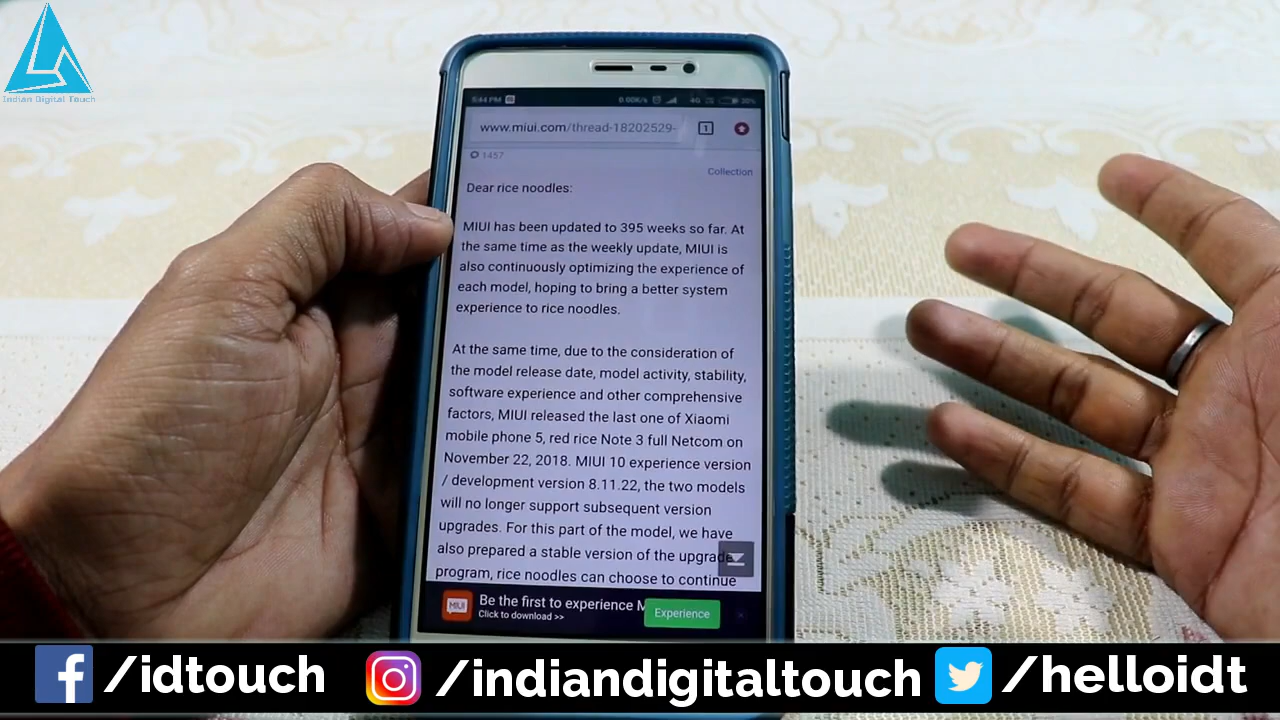 Indian Digital Touch
5:44 PM
0.00K/s
4G
30%
www.miui.com/thread-18202529-
1
1457
Collection
Dear rice noodles:
MIUI has been updated to 395 weeks so far. At
the same time as the weekly update, MIUI is
also continuously optimizing the experience of
each model, hoping to bring a better system
experience to rice noodles.
At the same time, due to the consideration of
the model release date, model activity, stability,
software experience and other comprehensive
factors, MIUI released the last one of Xiaomi
mobile phone 5, red rice Note 3 full Netcom on
November 22, 2018. MIUI 10 experience version
/ development version 8.11.22, the two models
will no longer support subsequent version
upgrades. For this part of the model, we have
also prepared a stable version of the upgrade
program, rice noodles can choose to continue
MIUI
Be the first to experience M
Click to download >>
Experience
/idtouch
/indiandigitaltouch
/helloidt